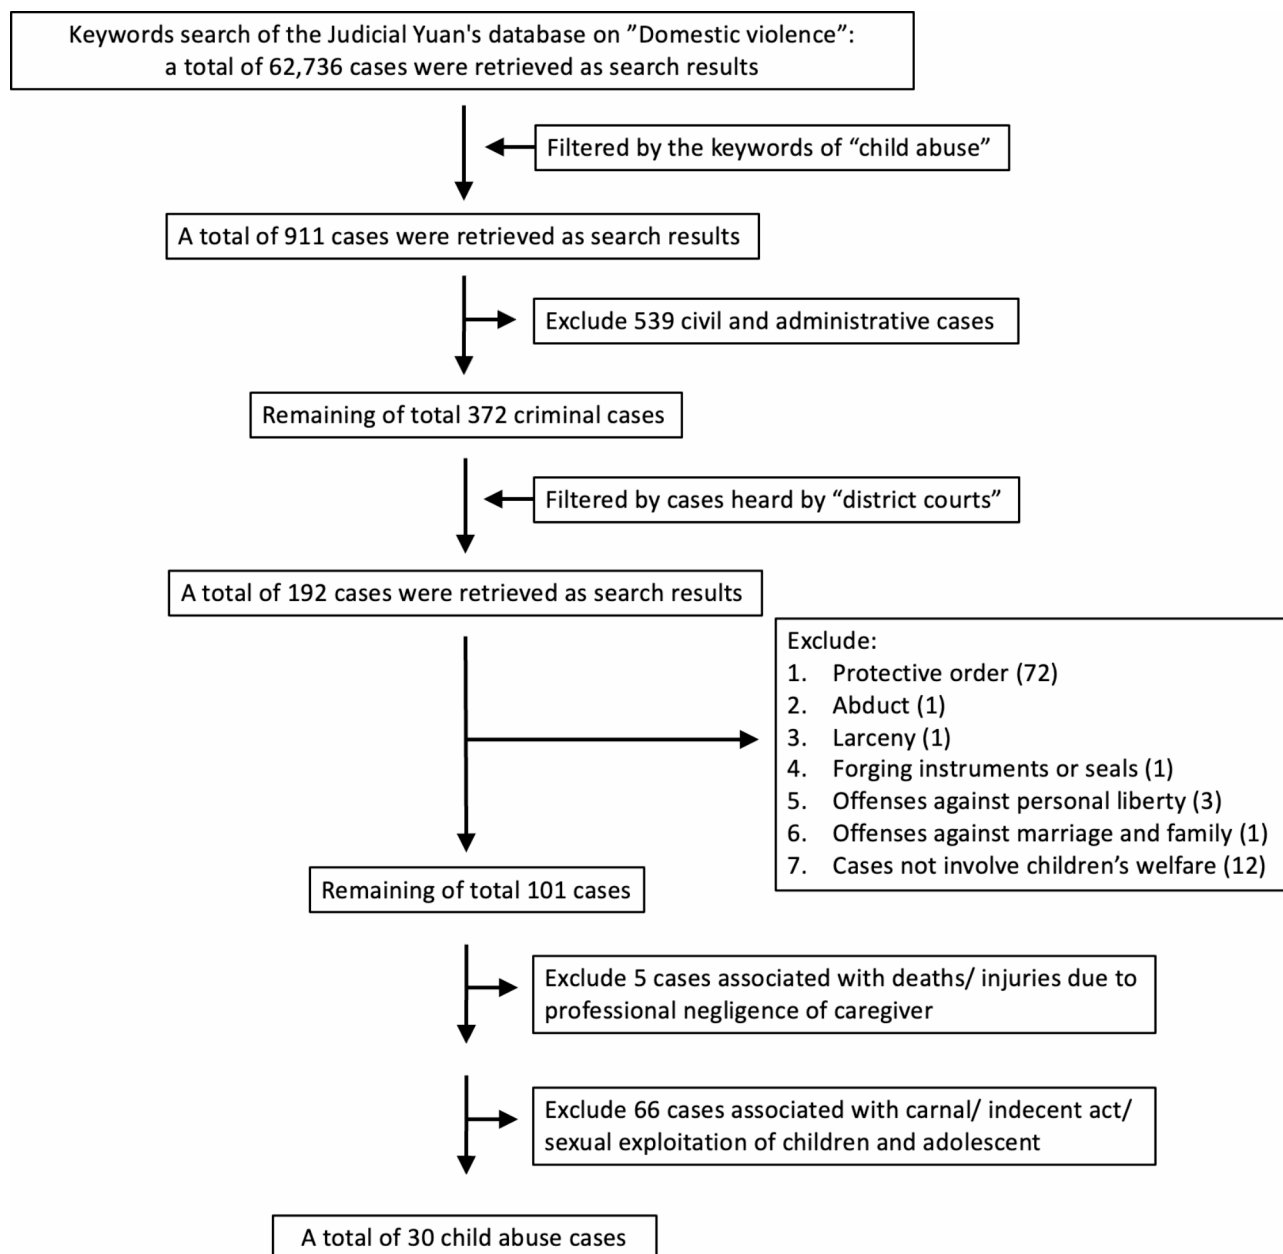 Keywords search of the Judicial Yuan's database on ”Domestic violence”:
a total of 62,736 cases were retrieved as search results
Filtered by the keywords of “child abuse”
A total of 911 cases were retrieved as search results
Exclude 539 civil and administrative cases
Remaining of total 372 criminal cases
Filtered by cases heard by “district courts”
A total of 192 cases were retrieved as search results
Exclude:
1. Protective order (72)
2. Abduct (1)
3. Larceny (1)
4. Forging instruments or seals (1)
5. Offenses against personal liberty (3)
6. Offenses against marriage and family (1)
7. Cases not involve children’s welfare (12)
Remaining of total 101 cases
Exclude 5 cases associated with deaths/ injuries due to
professional negligence of caregiver
Exclude 66 cases associated with carnal/ indecent act/
sexual exploitation of children and adolescent
A total of 30 child abuse cases